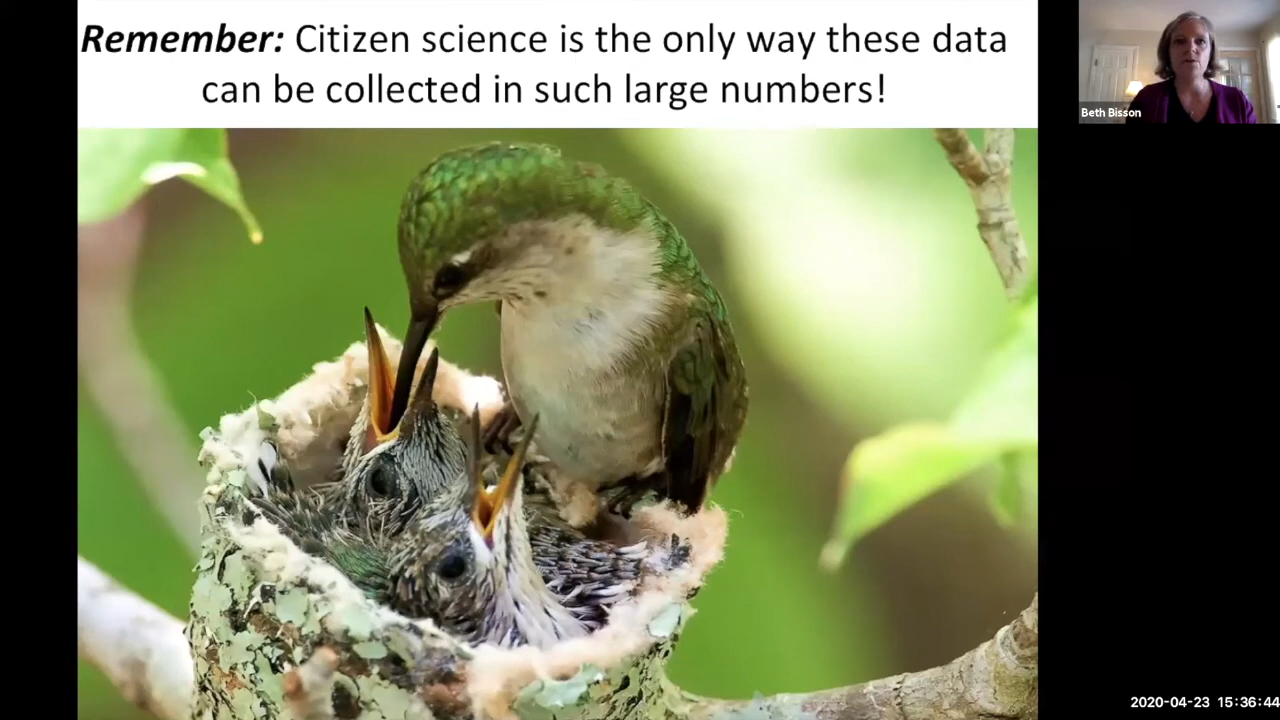 Remember: Citizen science is the only way these data
can be collected in such large numbers!
Beth Bisson
2020-04-23 15:36:44